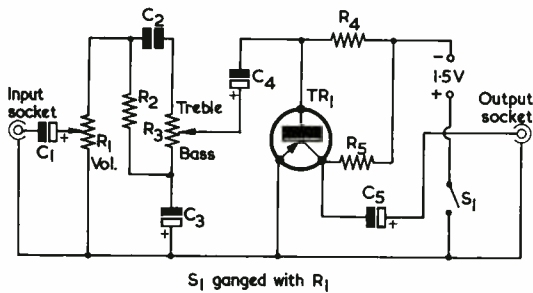 C2
R4
Input
socket
R2
Treble
C4
TR1
−
1·5V
+
Output
socket
C1
+
R1
Vol.
R3
Bass
+
R5
C3
+
C5
+
S1
S1 ganged with R1